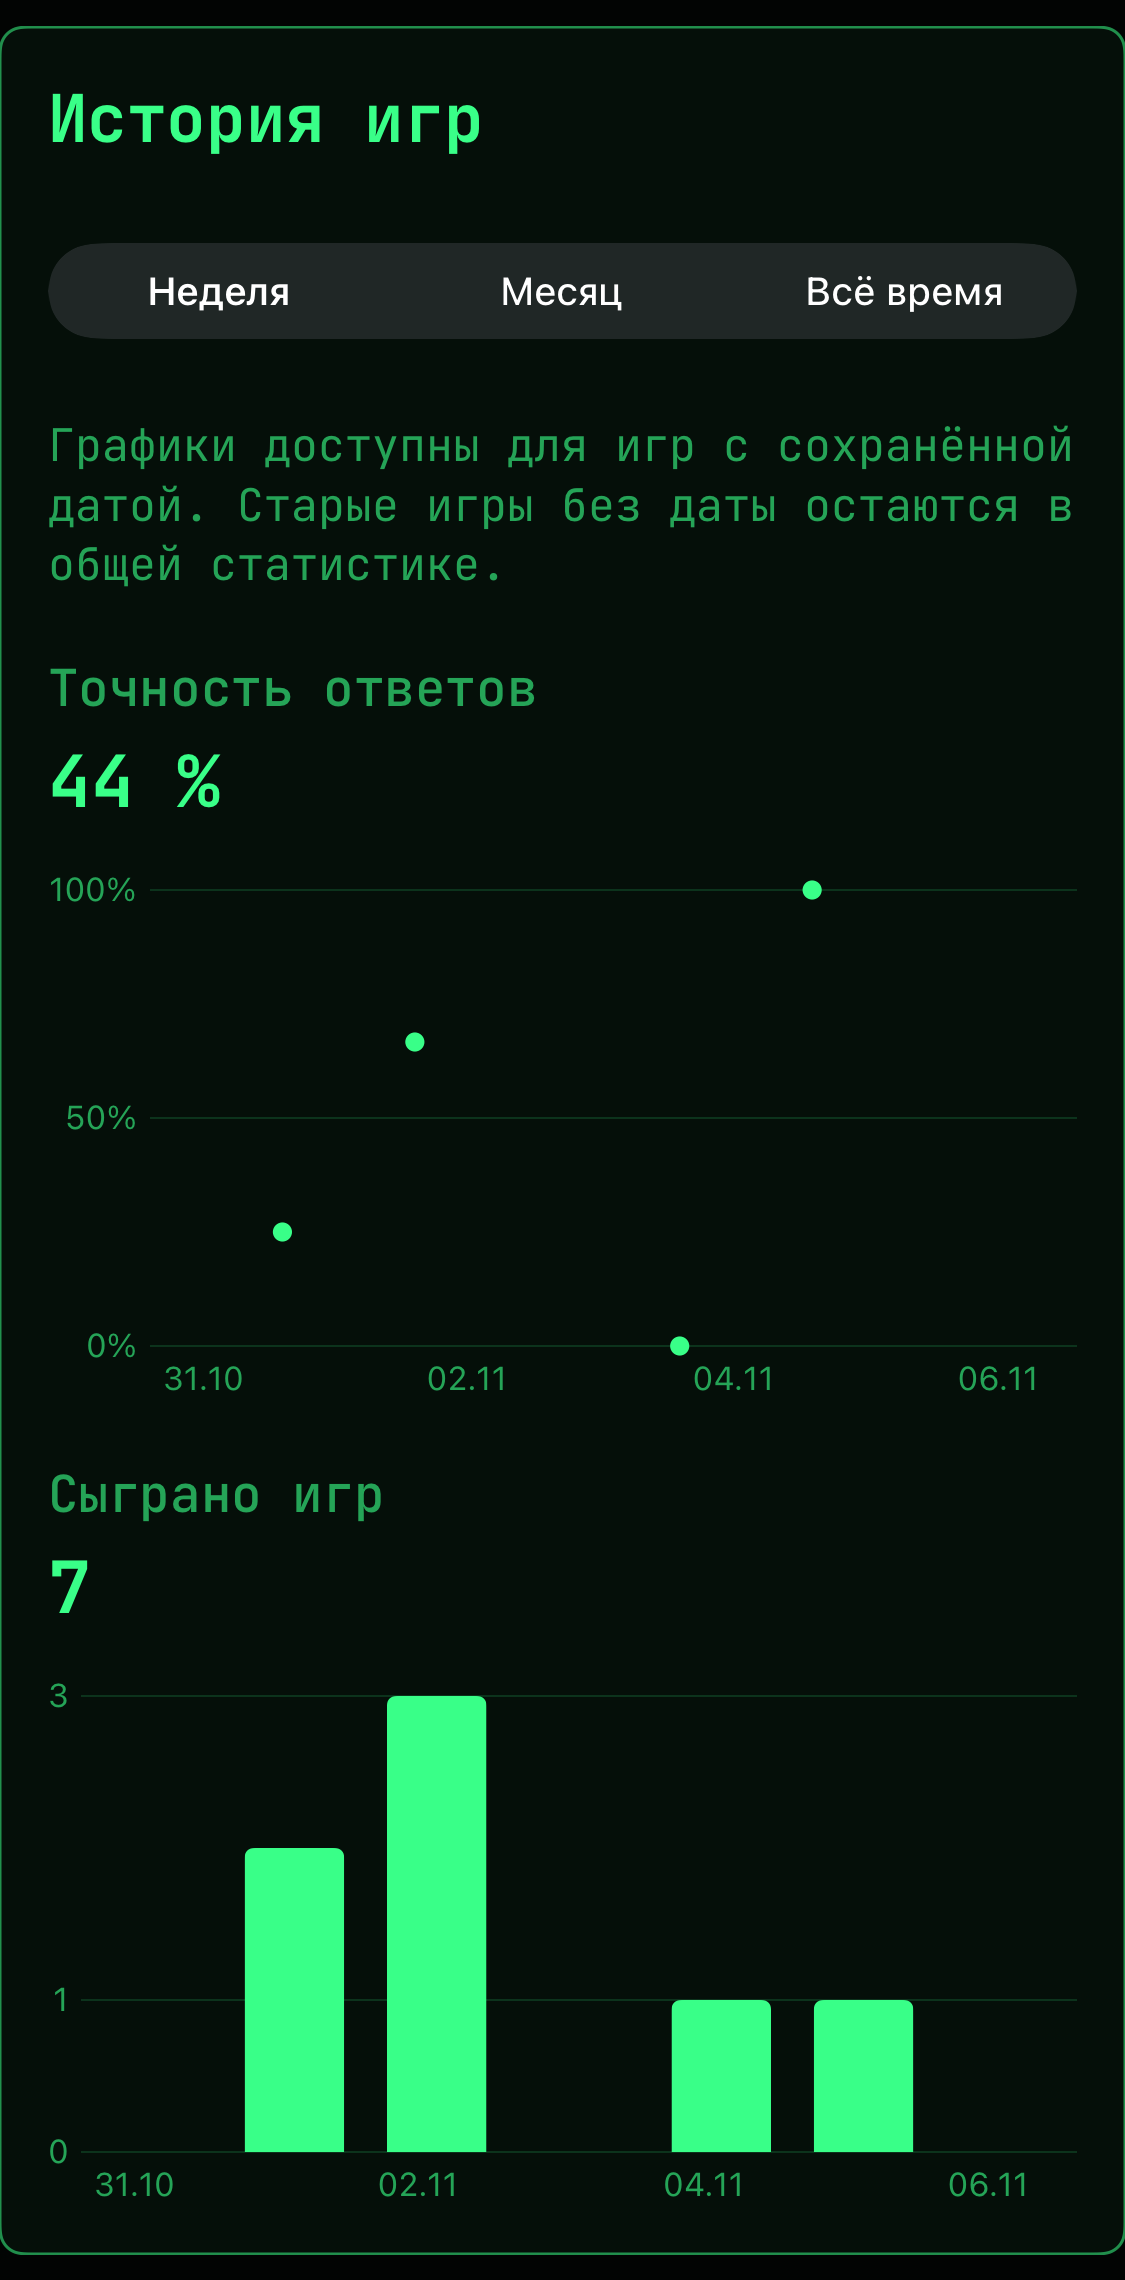 История игр
Неделя Месяц Всё время
Графики доступны для игр с сохранённой
датой. Старые игры без даты остаются в
общей статистике.
Точность ответов
44 %
100%
50%
0%
31.10 02.11 04.11 06.11
Сыграно игр
7
3
1
0
31.10 02.11 04.11 06.11